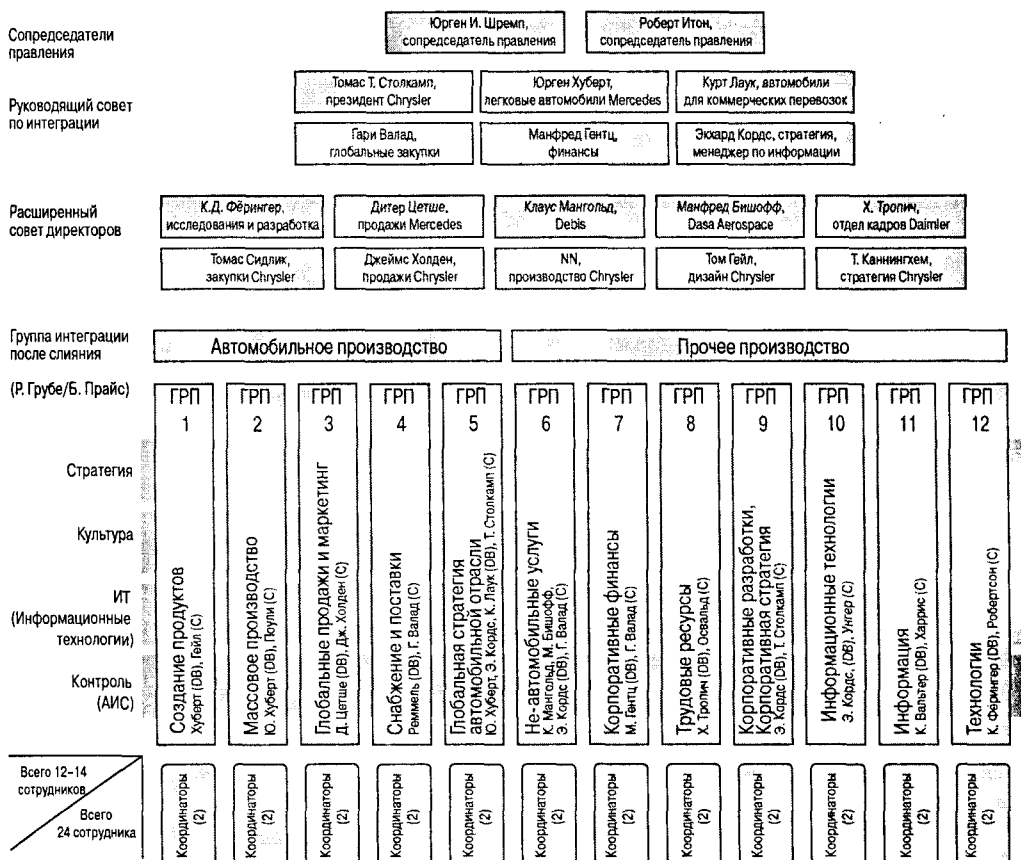 Сопредседатели
правления
Юрген И. Шремп,
сопредседатель правления
Роберт Итон,
сопредседатель правления
Руководящий совет
по интеграции
Томас Т. Столкамп,
президент Chrysler
Юрген Хуберт,
легковые автомобили Mercedes
Курт Лаук, автомобили
для коммерческих перевозок
Гари Валад,
глобальные закупки
Манфред Гентц,
финансы
Экхард Кордс, стратегия,
менеджер по информации
Расширенный
совет директоров
К.Д. Фёрингер,
исследования и разработка
Дитер Цетше,
продажи Mercedes
Клаус Мангольд,
Debis
Манфред Бишофф,
Dasa Aerospace
Х. Тропич,
отдел кадров Daimler
Томас Сидлик,
закупки Chrysler
Джеймс Холден,
продажи Chrysler
NN,
производство Chrysler
Том Гейл,
дизайн Chrysler
Т. Каннингхем,
стратегия Chrysler
Группа интеграции
после слияния
Автомобильное производство
Прочее производство
(Р. Грубе/Б. Прайс)
ГРП
1
ГРП
2
ГРП
3
ГРП
4
ГРП
5
ГРП
6
ГРП
7
ГРП
8
ГРП
9
ГРП
10
ГРП
11
ГРП
12
Стратегия
Культура
ИТ
(Информационные
технологии)
Контроль
(АИС)
Создание продуктов
Хуберт (DB), Гейл (C)
Массовое производство
Ю. Хуберт (DB), Поули (C)
Глобальные продажи и маркетинг
Д. Цетше (DB), Дж. Холден (C)
Снабжение и поставки
Реммель (DB), Г. Валад (C)
Глобальная стратегия
автомобильной отрасли
Ю. Хуберт, Э. Кордс, К. Лаук (DB), Т. Столкамп (C)
Не-автомобильные услуги
К. Мангольд, М. Бишофф,
Э. Кордс (DB), Г. Валад (C)
Корпоративные финансы
М. Гентц (DB), Г. Валад (C)
Трудовые ресурсы
Х. Тропич (DB), Освальд (C)
Корпоративные разработки,
Корпоративная стратегия
Э. Кордс (DB), Т. Столкамп (C)
Информационные технологии
Э. Кордс, (DB), Унгер (C)
Информация
К. Вальтер (DB), Харрис (C)
Технологии
К. Фёрингер (DB), Робертсон (C)
Всего 12–14
сотрудников
Всего
24 сотрудника
Координаторы
(2)
Координаторы
(2)
Координаторы
(2)
Координаторы
(2)
Координаторы
(2)
Координаторы
(2)
Координаторы
(2)
Координаторы
(2)
Координаторы
(2)
Координаторы
(2)
Координаторы
(2)
Координаторы
(2)